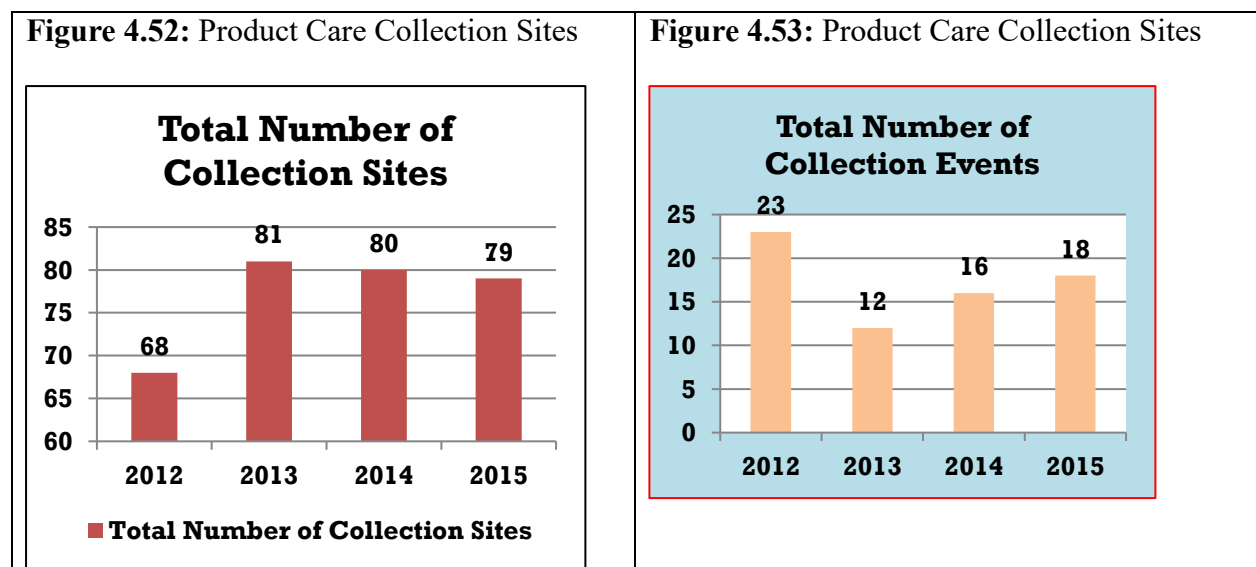 Figure 4.52: Product Care Collection Sites
Total Number of
Collection Sites
85
80
75
70
65
60
68
81
80
79
2012 2013 2014 2015
Total Number of Collection Sites
Figure 4.53: Product Care Collection Sites
Total Number of
Collection Events
25
20
15
10
5
0
23
12
16
18
2012 2013 2014 2015